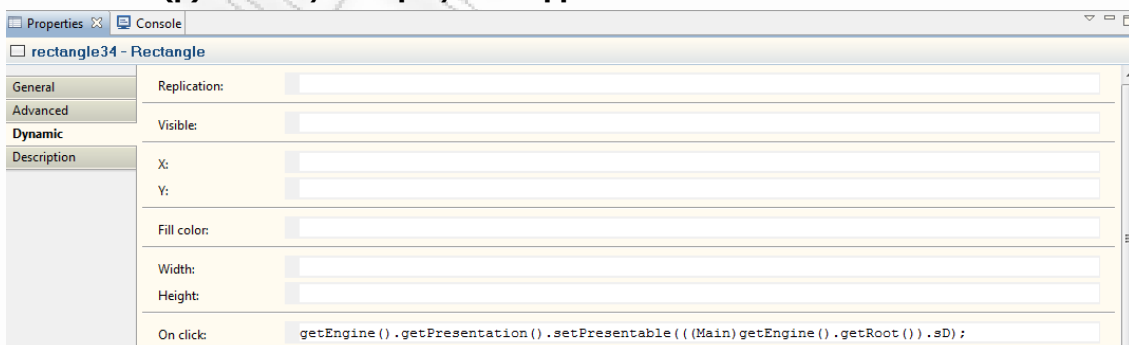 Properties Console
rectangle34 - Rectangle
General
Advanced
Dynamic
Description
Replication:
Visible:
X:
Y:
Fill color:
Width:
Height:
On click: getEngine().getPresentation().setPresentable(((Main)getEngine().getRoot()).sD);